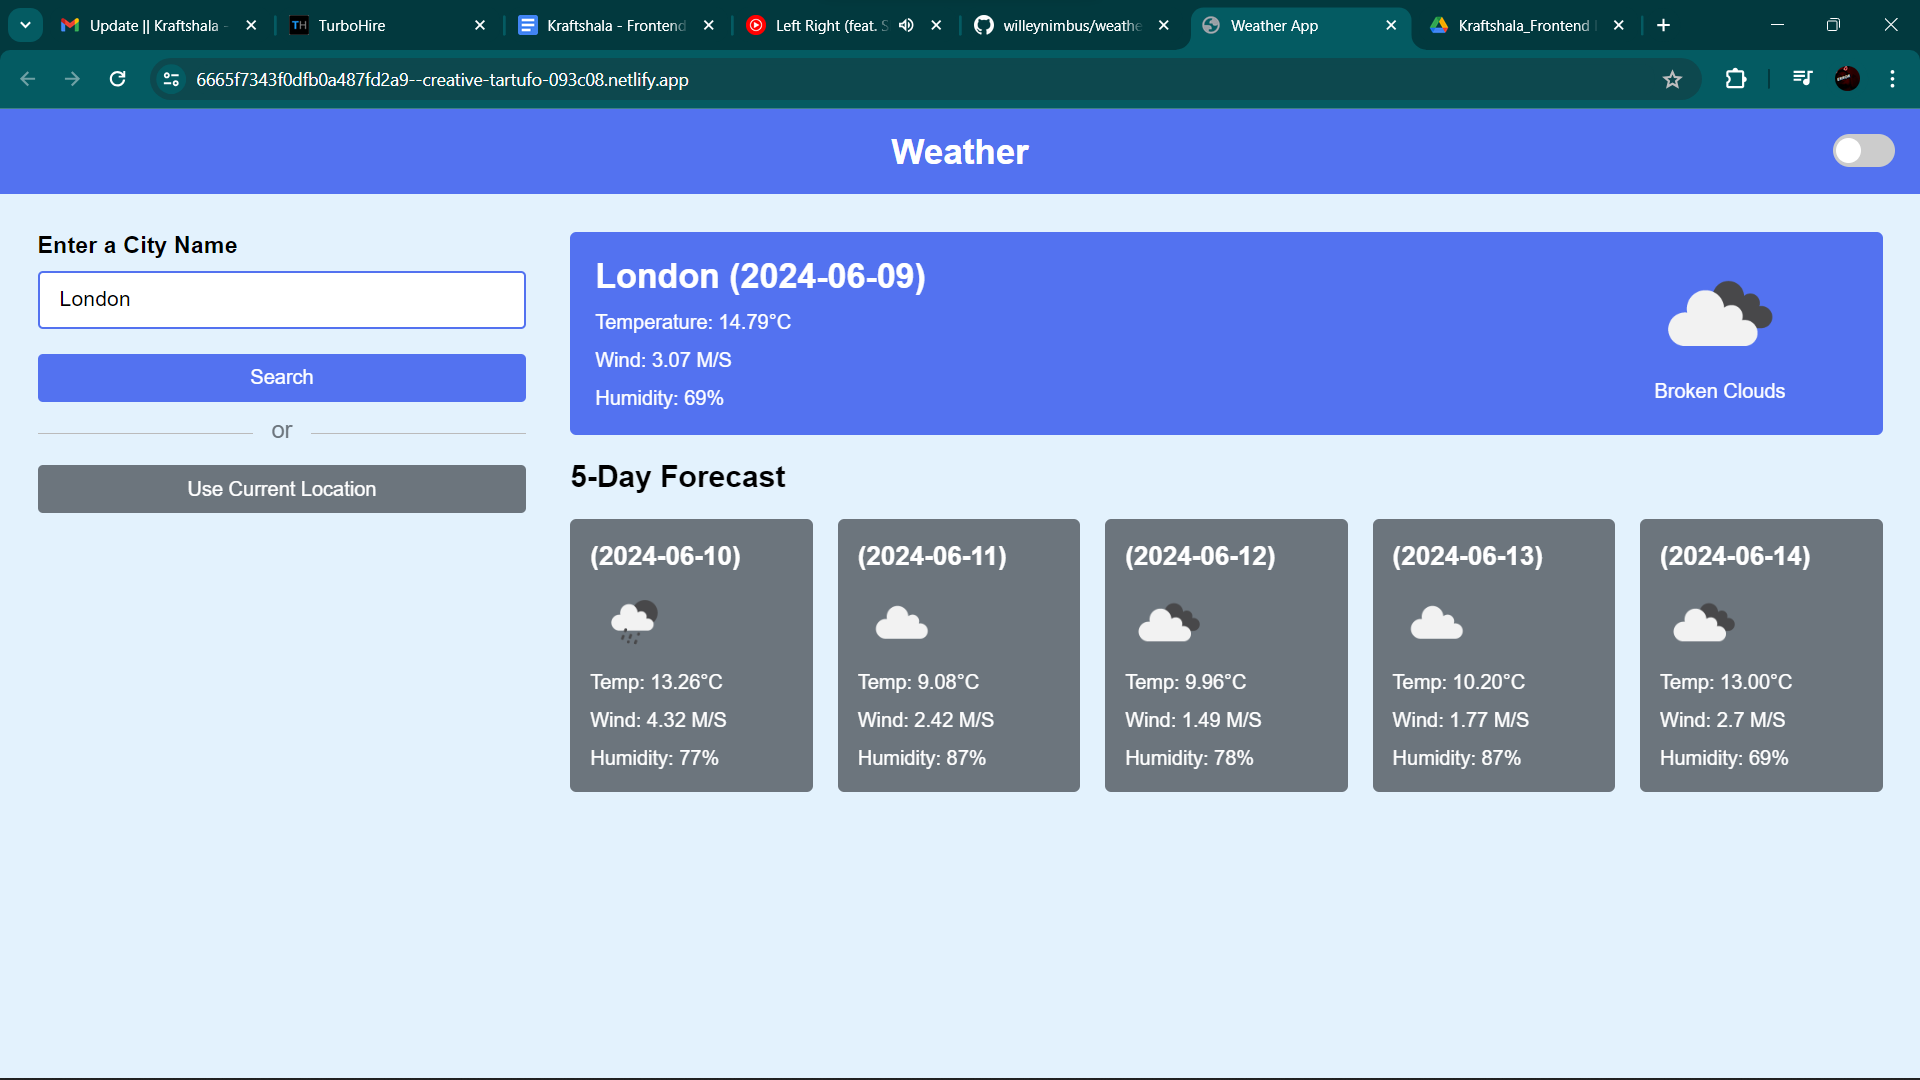 Update || Kraftshala -
TurboHire
Kraftshala - Frontend
Left Right (feat. S
willeynimbus/weathe
Weather App
Kraftshala_Frontend
6665f7343f0dfb0a487fd2a9--creative-tartufo-093c08.netlify.app
Weather
Enter a City Name
London
Search
or
Use Current Location
London (2024-06-09)
Temperature: 14.79°C
Wind: 3.07 M/S
Humidity: 69%
Broken Clouds
5-Day Forecast
(2024-06-10)
Temp: 13.26°C
Wind: 4.32 M/S
Humidity: 77%
(2024-06-11)
Temp: 9.08°C
Wind: 2.42 M/S
Humidity: 87%
(2024-06-12)
Temp: 9.96°C
Wind: 1.49 M/S
Humidity: 78%
(2024-06-13)
Temp: 10.20°C
Wind: 1.77 M/S
Humidity: 87%
(2024-06-14)
Temp: 13.00°C
Wind: 2.7 M/S
Humidity: 69%